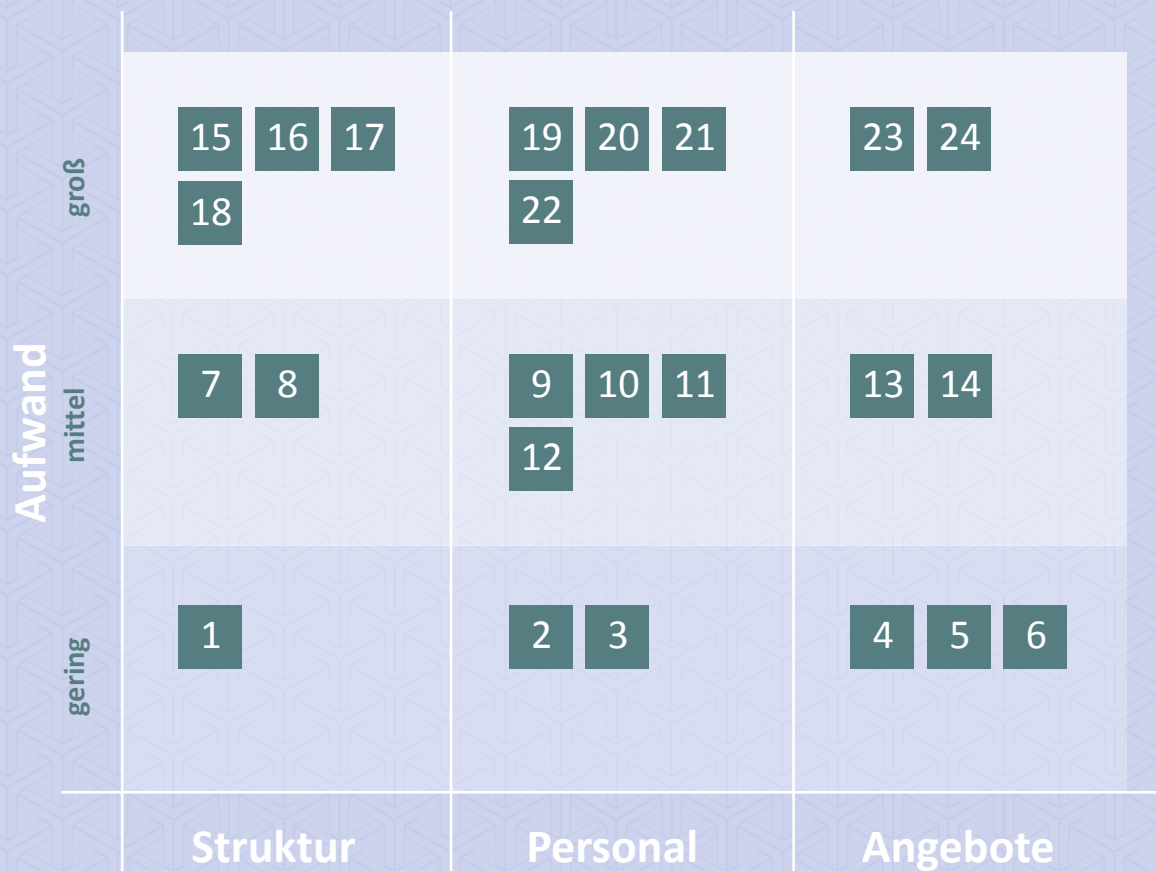 Aufwand
groß
15 16 17 19 20 21 23 24
18 22
mittel
7 8 9 10 11 13 14
12
gering
1 2 3 4 5 6
Struktur Personal Angebote